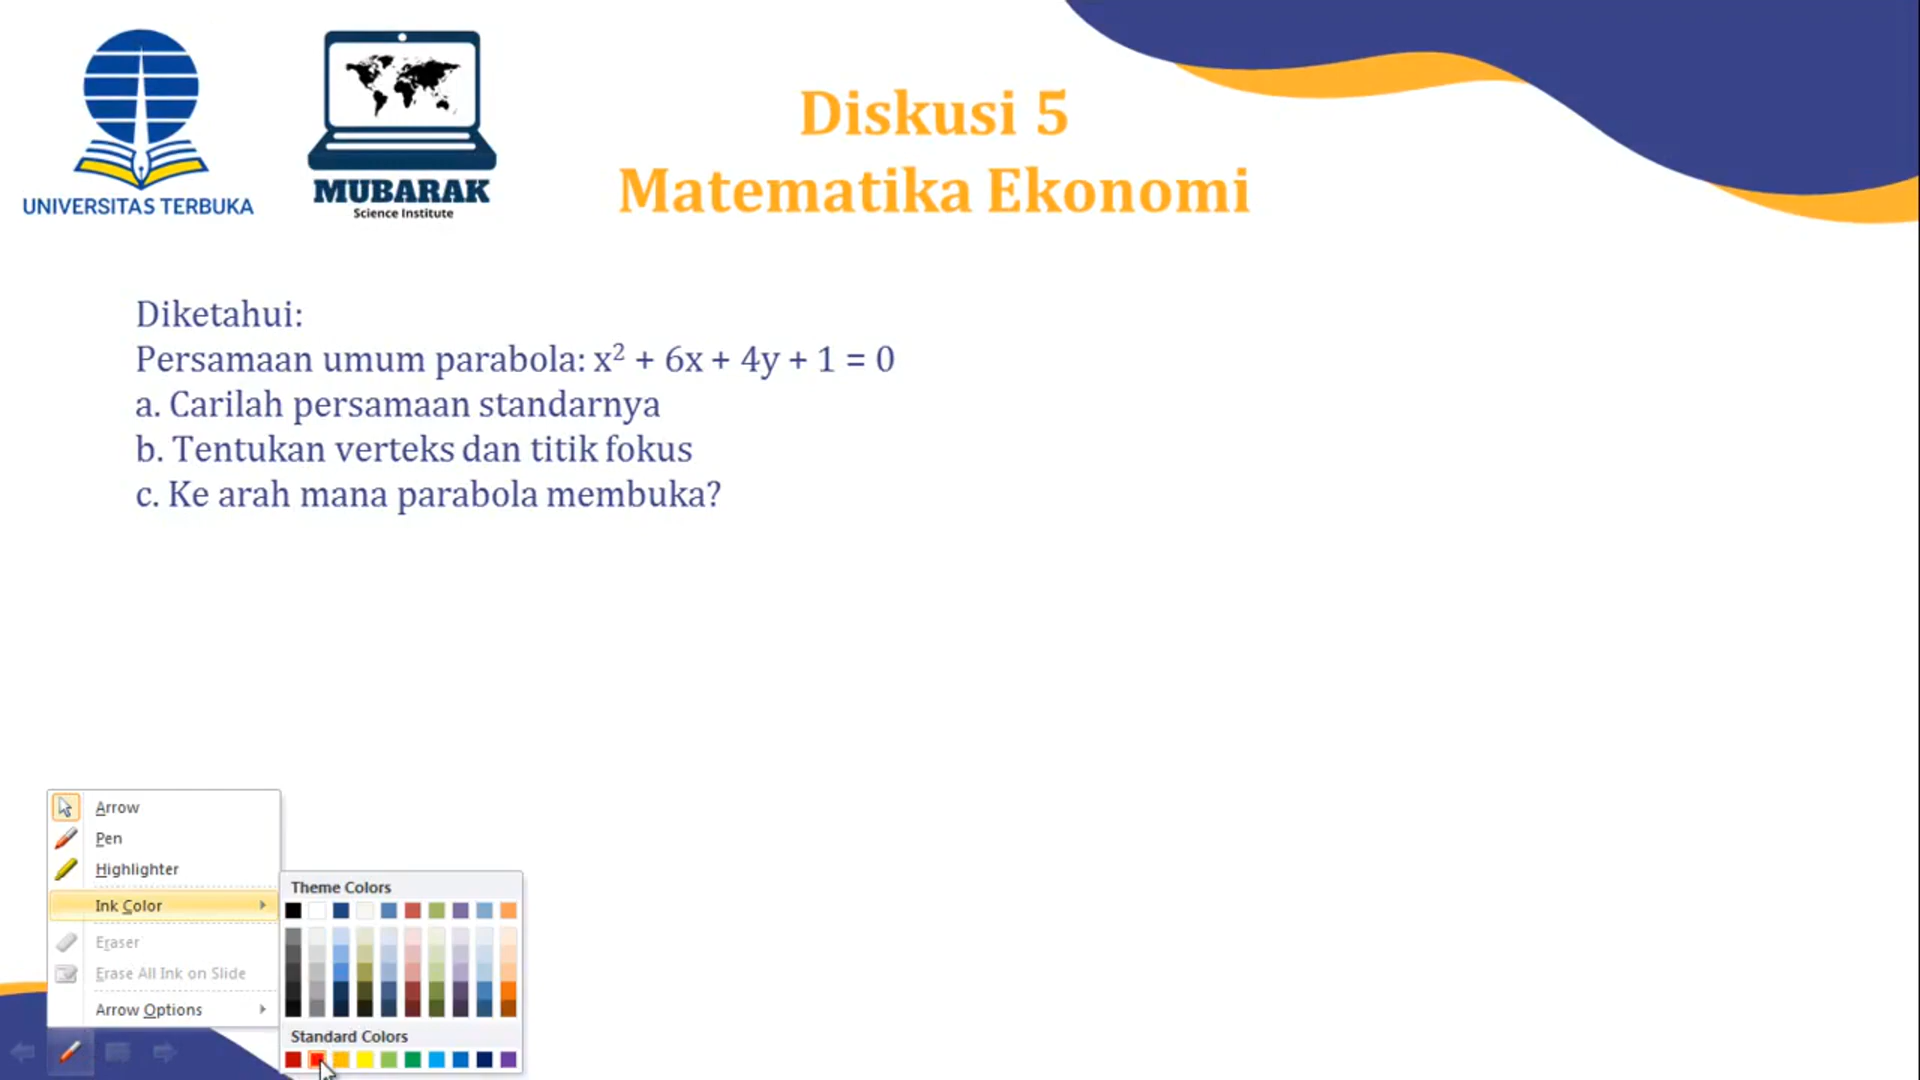 UNIVERSITAS TERBUKA
MUBARAK
Science Institute
Diskusi 5
Matematika Ekonomi
Diketahui:
Persamaan umum parabola: x² + 6x + 4y + 1 = 0
a. Carilah persamaan standarnya
b. Tentukan verteks dan titik fokus
c. Ke arah mana parabola membuka?
Arrow
Pen
Highlighter
Ink Color
Eraser
Erase All Ink on Slide
Arrow Options
Theme Colors
Standard Colors